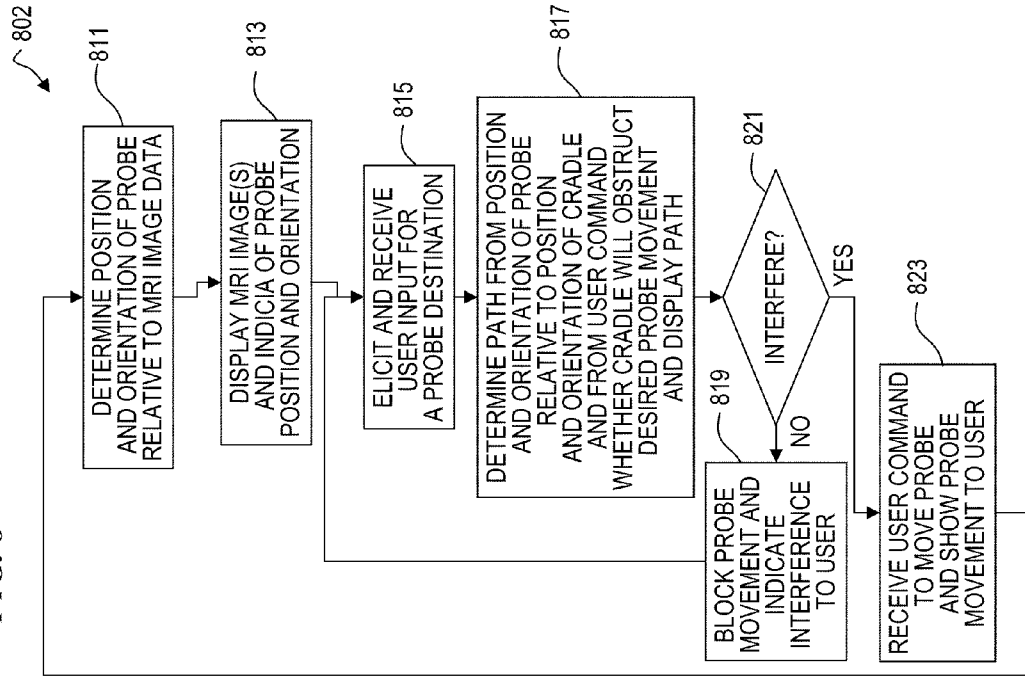 802
811
DETERMINE POSITION
AND ORIENTATION OF PROBE
RELATIVE TO MRI IMAGE DATA
813
DISPLAY MRI IMAGE(S)
AND INDICIA OF PROBE
POSITION AND ORIENTATION
815
ELICIT AND RECEIVE
USER INPUT FOR
A PROBE DESTINATION
817
DETERMINE PATH FROM POSITION
AND ORIENTATION OF PROBE
RELATIVE TO POSITION
AND ORIENTATION OF CRADLE
AND FROM USER COMMAND
WHETHER CRADLE WILL OBSTRUCT
DESIRED PROBE MOVEMENT
AND DISPLAY PATH
821
INTERFERE?
NO
YES
819
BLOCK PROBE
MOVEMENT AND
INDICATE
INTERFERENCE
TO USER
823
RECEIVE USER COMMAND
TO MOVE PROBE
AND SHOW PROBE
MOVEMENT TO USER